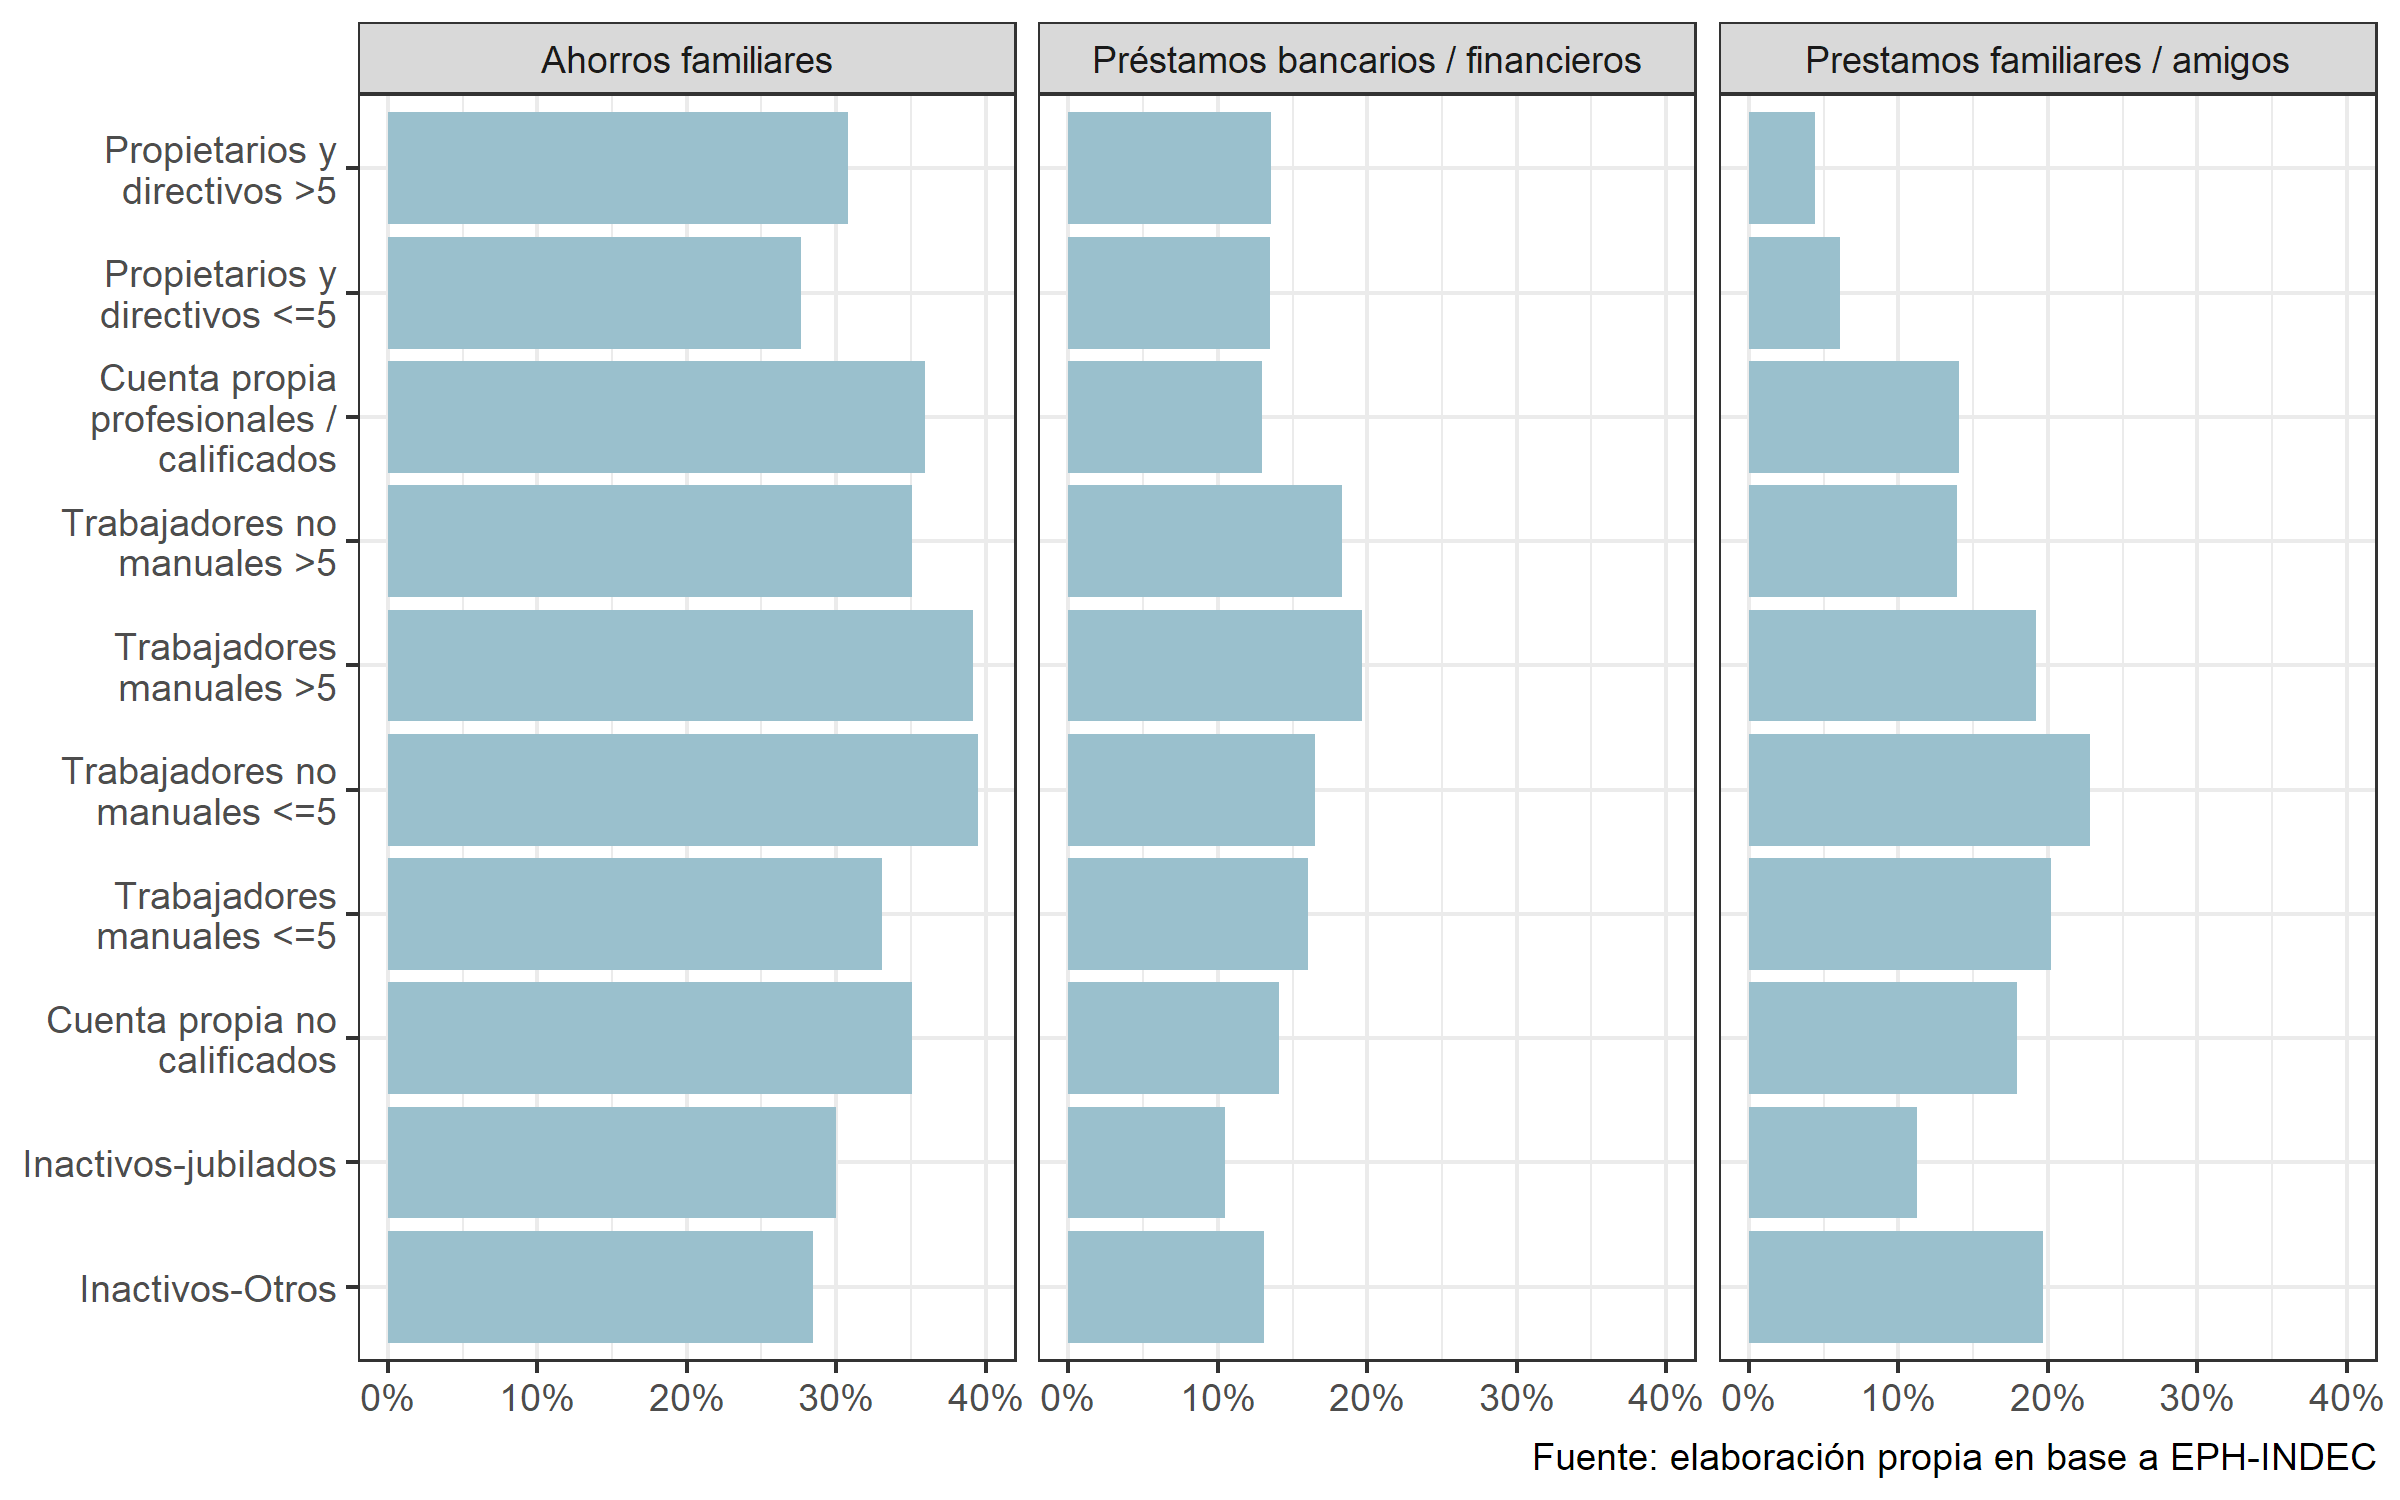 Ahorros familiares
Préstamos bancarios / financieros
Prestamos familiares / amigos
Propietarios y
directivos >5
Propietarios y
directivos <=5
Cuenta propia
profesionales /
calificados
Trabajadores no
manuales >5
Trabajadores
manuales >5
Trabajadores no
manuales <=5
Trabajadores
manuales <=5
Cuenta propia no
calificados
Inactivos-jubilados
Inactivos-Otros
0% 10% 20% 30% 40%
0% 10% 20% 30% 40%
0% 10% 20% 30% 40%
Fuente: elaboración propia en base a EPH-INDEC